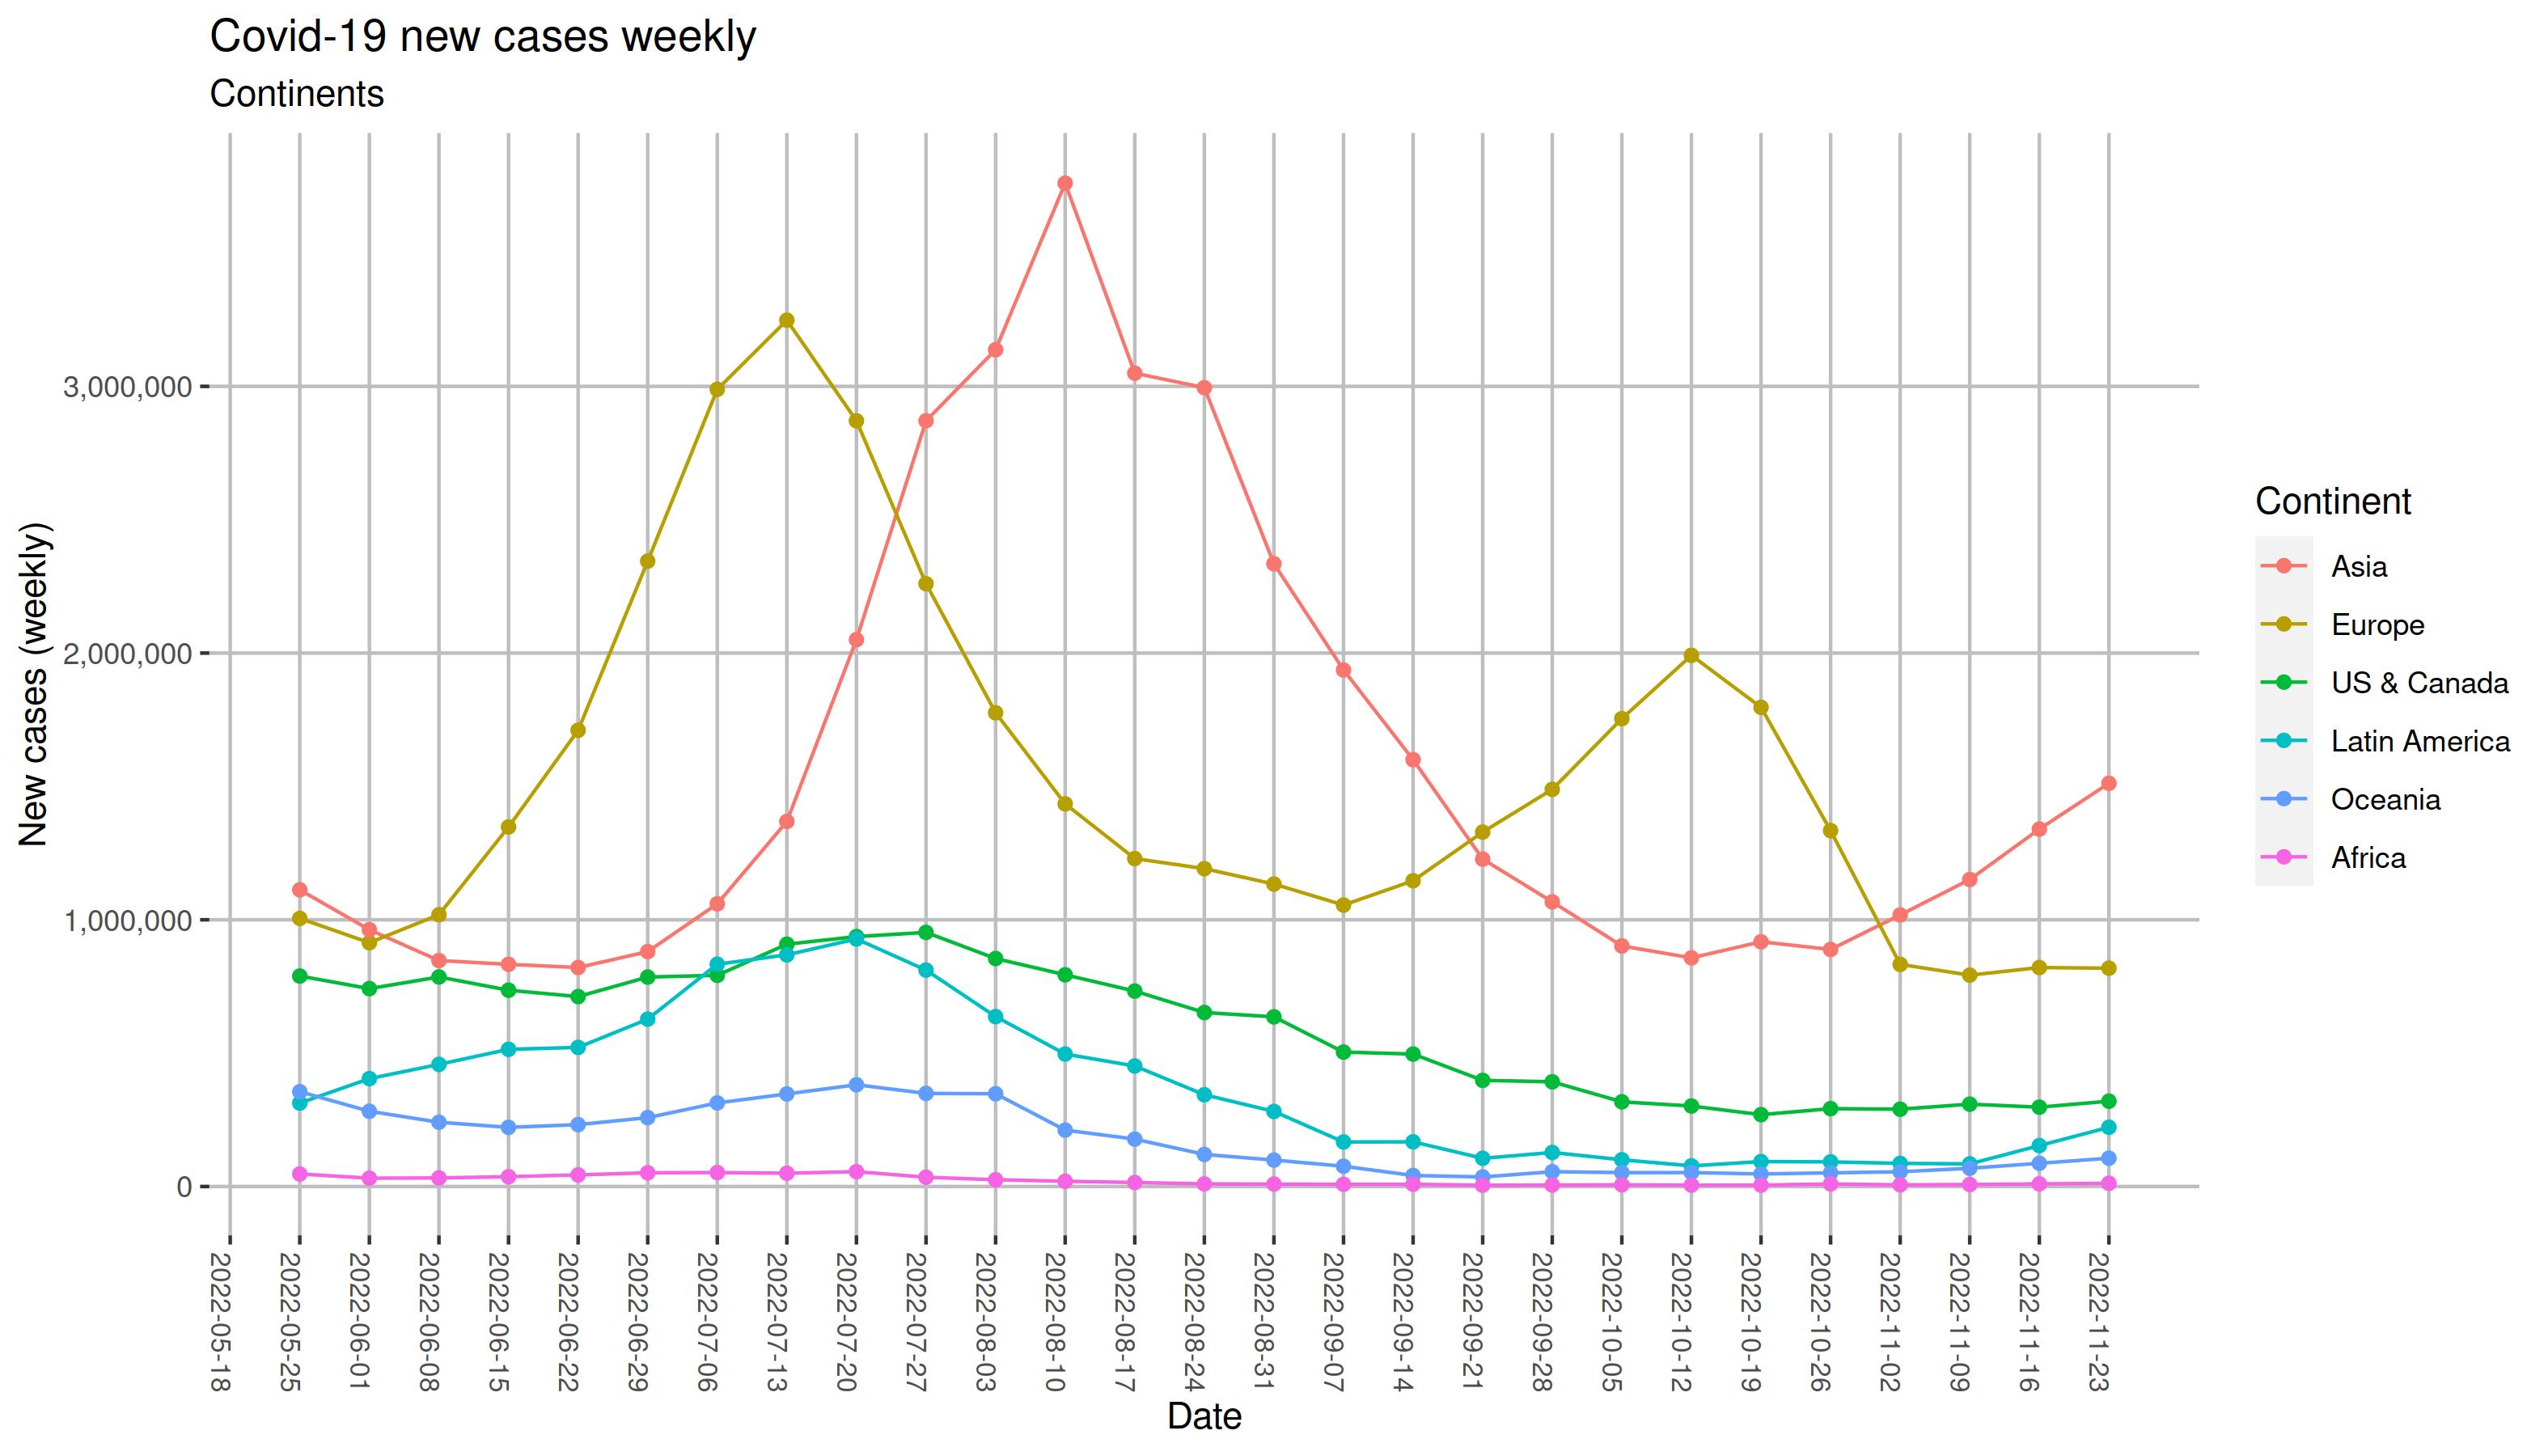 Covid-19 new cases weekly
Continents
New cases (weekly)
3,000,000
2,000,000
1,000,000
0
2022-05-18
2022-05-25
2022-06-01
2022-06-08
2022-06-15
2022-06-22
2022-06-29
2022-07-06
2022-07-13
2022-07-20
2022-07-27
2022-08-03
2022-08-10
2022-08-17
2022-08-24
2022-08-31
2022-09-07
2022-09-14
2022-09-21
2022-09-28
2022-10-05
2022-10-12
2022-10-19
2022-10-26
2022-11-02
2022-11-09
2022-11-16
2022-11-23
Date
Continent
Asia
Europe
US & Canada
Latin America
Oceania
Africa